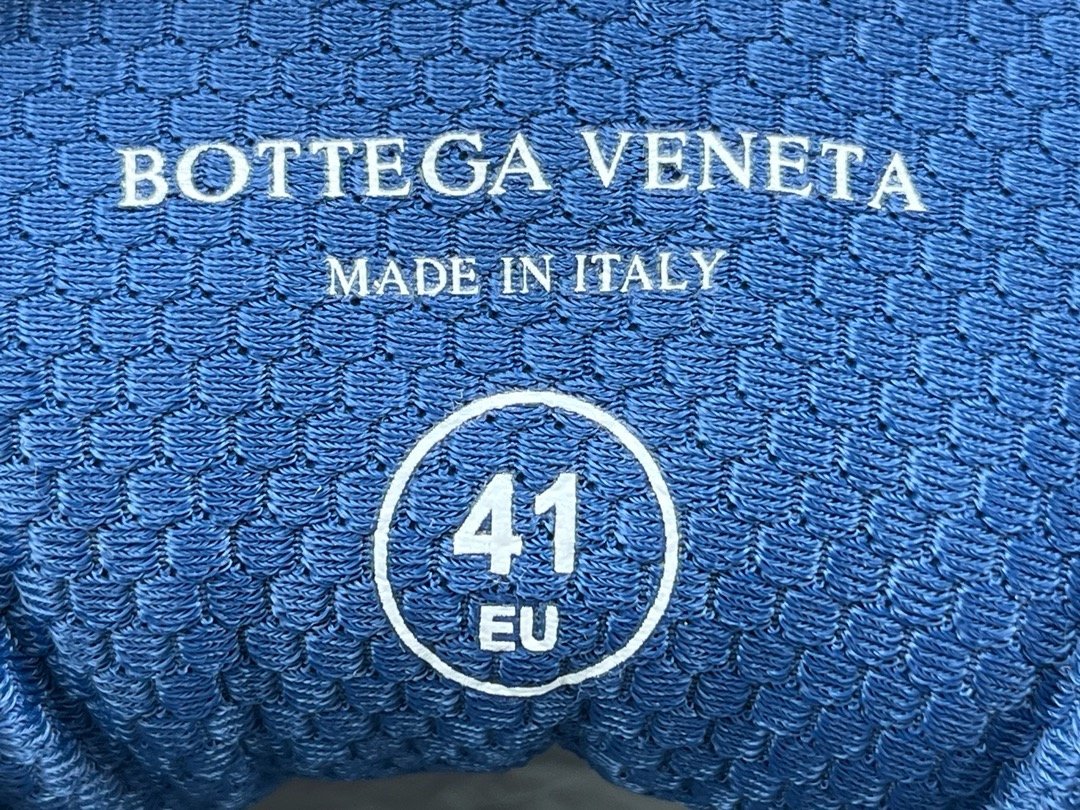 BOTTEGA VENETA
MADE IN ITALY
41
EU